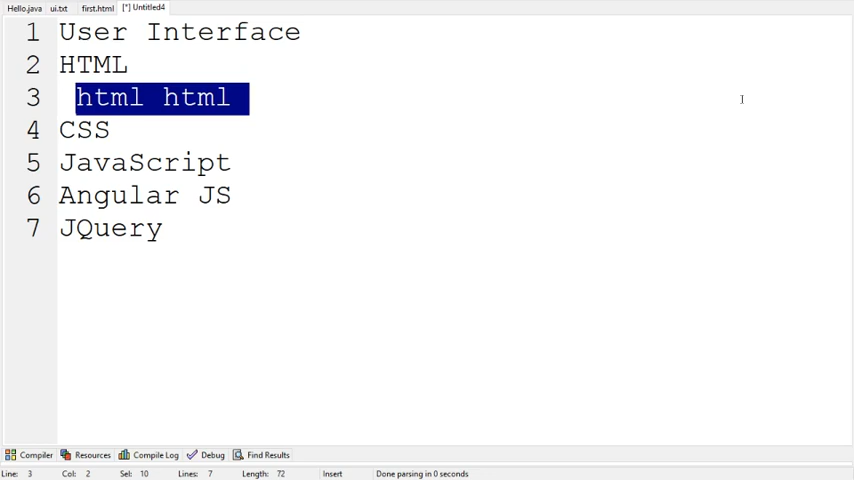 Hello.java ui.txt first.html [*] Untitled4
1 User Interface
2 HTML
3 html html
4 CSS
5 JavaScript
6 Angular JS
7 JQuery
Compiler Resources Compile Log Debug Find Results
Line: 3 Col: 2 Sel: 10 Lines: 7 Length: 72 Insert Done parsing in 0 seconds